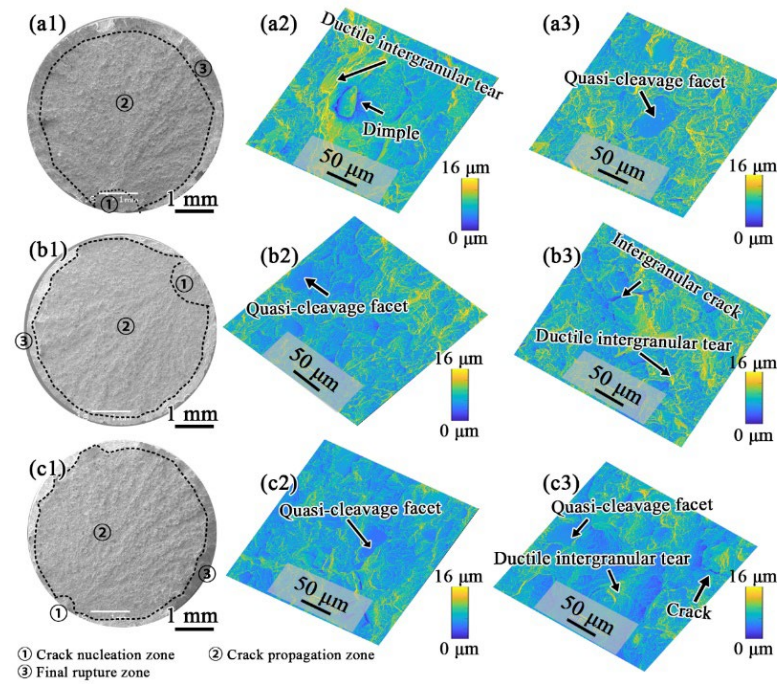 (a1)
③
②
①
1 mm
1 mm
(a2)
Ductile intergranular tear
Dimple
50 μm
16 μm
0 μm
(a3)
Quasi-cleavage facet
50 μm
16 μm
0 μm
(b1)
①
②
③
1 mm
(b2)
Quasi-cleavage facet
50 μm
16 μm
0 μm
(b3)
Intergranular crack
Ductile intergranular tear
50 μm
16 μm
0 μm
(c1)
②
③
①
1 mm
(c2)
Quasi-cleavage facet
50 μm
16 μm
0 μm
(c3)
Quasi-cleavage facet
Ductile intergranular tear
Crack
50 μm
16 μm
0 μm
① Crack nucleation zone ② Crack propagation zone
③ Final rupture zone